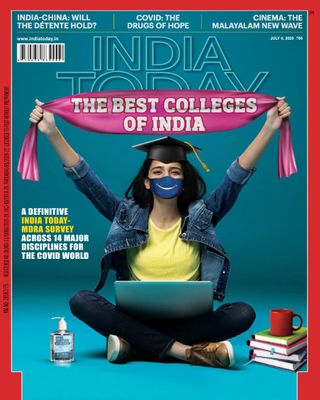 INDIA-CHINA: WILL
THE DÉTENTE HOLD?
COVID: THE
DRUGS OF HOPE
CINEMA: THE
MALAYALAM NEW WAVE
www.indiatoday.in
JULY 6, 2020 ₹60
INDIA
TODAY
THE BEST COLLEGES
OF INDIA
A DEFINITIVE
INDIA TODAY-
MDRA SURVEY
ACROSS 14 MAJOR
DISCIPLINES FOR
THE COVID WORLD